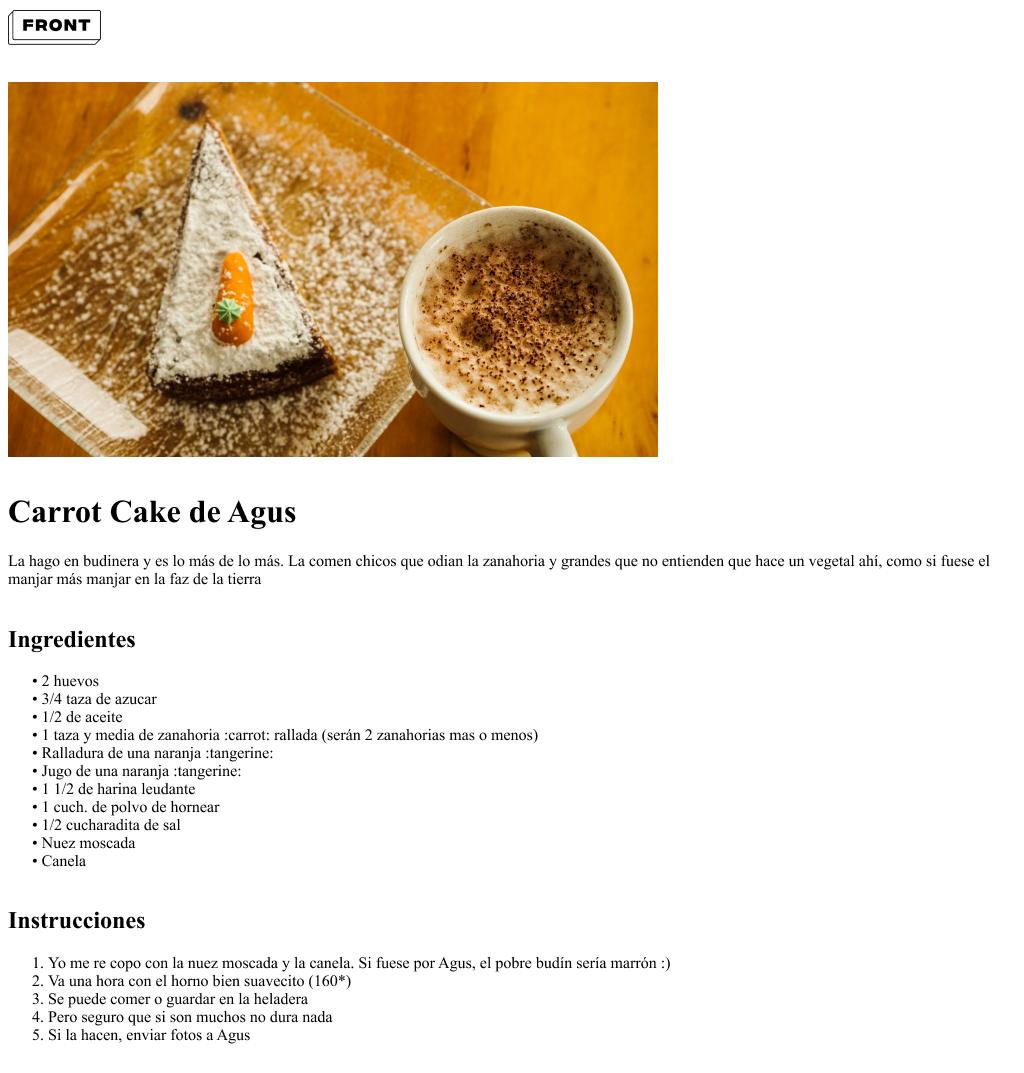 FRONT
Carrot Cake de Agus
La hago en budinera y es lo más de lo más. La comen chicos que odian la zanahoria y grandes que no entienden que hace un vegetal ahí, como si fuese el
manjar más manjar en la faz de la tierra
Ingredientes
• 2 huevos
• 3/4 taza de azucar
• 1/2 de aceite
• 1 taza y media de zanahoria :carrot: rallada (serán 2 zanahorias mas o menos)
• Ralladura de una naranja :tangerine:
• Jugo de una naranja :tangerine:
• 1 1/2 de harina leudante
• 1 cuch. de polvo de hornear
• 1/2 cucharadita de sal
• Nuez moscada
• Canela
Instrucciones
1. Yo me re copo con la nuez moscada y la canela. Si fuese por Agus, el pobre budín sería marrón :)
2. Va una hora con el horno bien suavecito (160*)
3. Se puede comer o guardar en la heladera
4. Pero seguro que si son muchos no dura nada
5. Si la hacen, enviar fotos a Agus